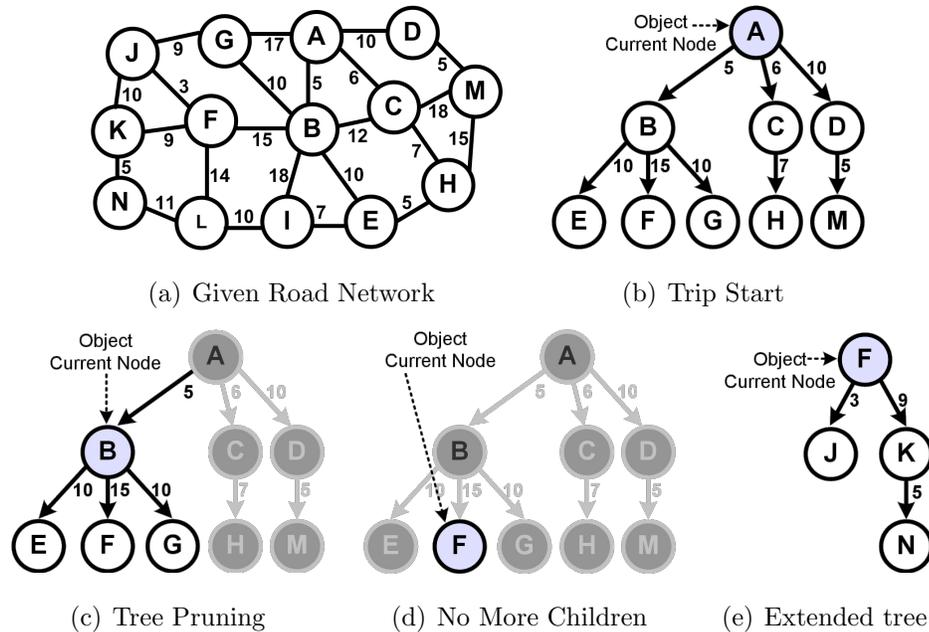 J
9
G
17
A
10
D
5
M
10
3
10
5
6
C
18
K
9
F
15
B
12
15
5
14
18
10
7
H
N
11
L
10
I
7
E
5
(a) Given Road Network
Object
Current Node
A
5
6
10
B
C
D
10
15
10
7
5
E
F
G
H
M
(b) Trip Start
Object
Current Node
A
5
6
10
B
C
D
10
15
10
7
5
E
F
G
H
M
(c) Tree Pruning
Object
Current Node
A
5
6
10
B
C
D
10
15
10
7
5
E
F
G
H
M
(d) No More Children
Object
Current Node
F
3
9
J
K
5
N
(e) Extended tree